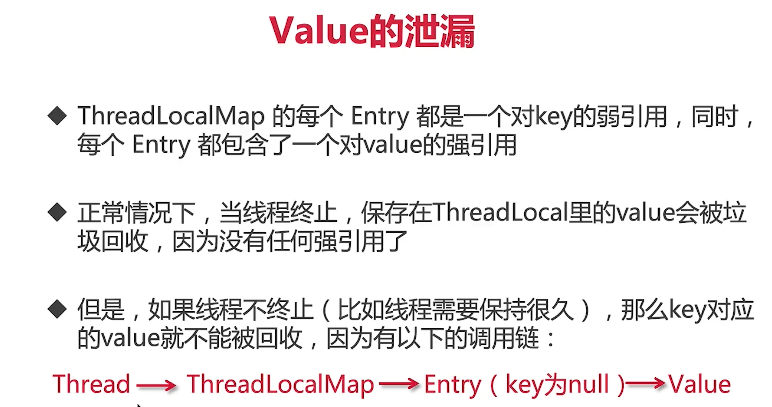 Value的泄漏
◆ ThreadLocalMap 的每个 Entry 都是一个对key的弱引用，同时，
每个 Entry 都包含了一个对value的强引用
◆ 正常情况下，当线程终止，保存在ThreadLocal里的value会被垃
圾回收，因为没有任何强引用了
◆ 但是，如果线程不终止（比如线程需要保持很久），那么key对应
的value就不能被回收，因为有以下的调用链：
Thread → ThreadLocalMap → Entry（key为null）→ Value